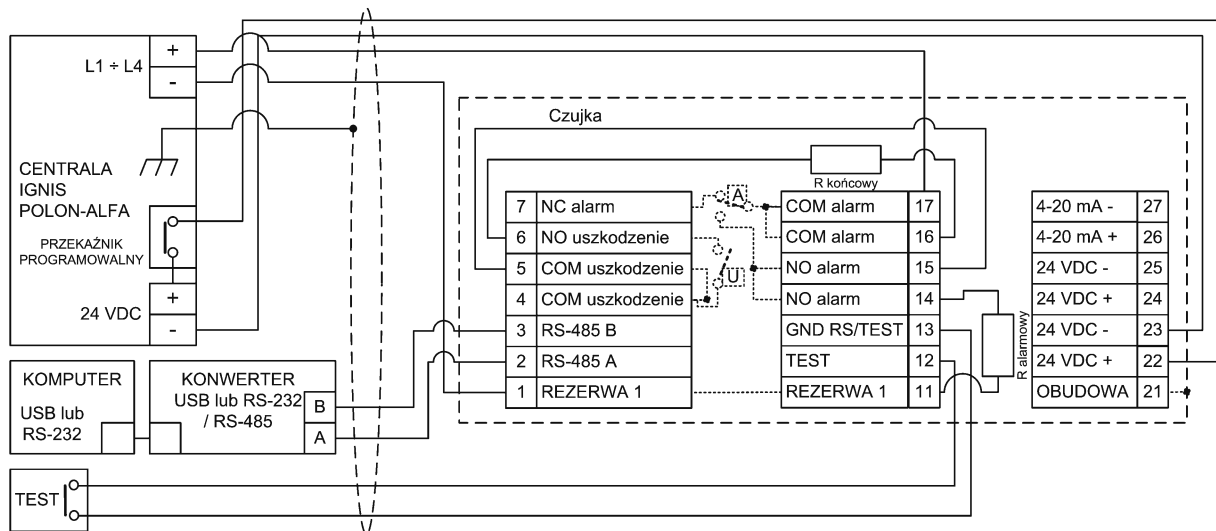 L1 ÷ L4
+
-
CENTRALA
IGNIS
POLON-ALFA
PRZEKAŹNIK
PROGRAMOWALNY
24 VDC
+
-
KOMPUTER
USB lub
RS-232
KONWERTER
USB lub RS-232
/ RS-485
B
A
TEST
Czujka
R końcowy
7 NC alarm
6 NO uszkodzenie
5 COM uszkodzenie
4 COM uszkodzenie
3 RS-485 B
2 RS-485 A
1 REZERWA 1
A
U
COM alarm 17
COM alarm 16
NO alarm 15
NO alarm 14
GND RS/TEST 13
TEST 12
REZERWA 1 11
R alarmowy
4-20 mA - 27
4-20 mA + 26
24 VDC - 25
24 VDC + 24
24 VDC - 23
24 VDC + 22
OBUDOWA 21